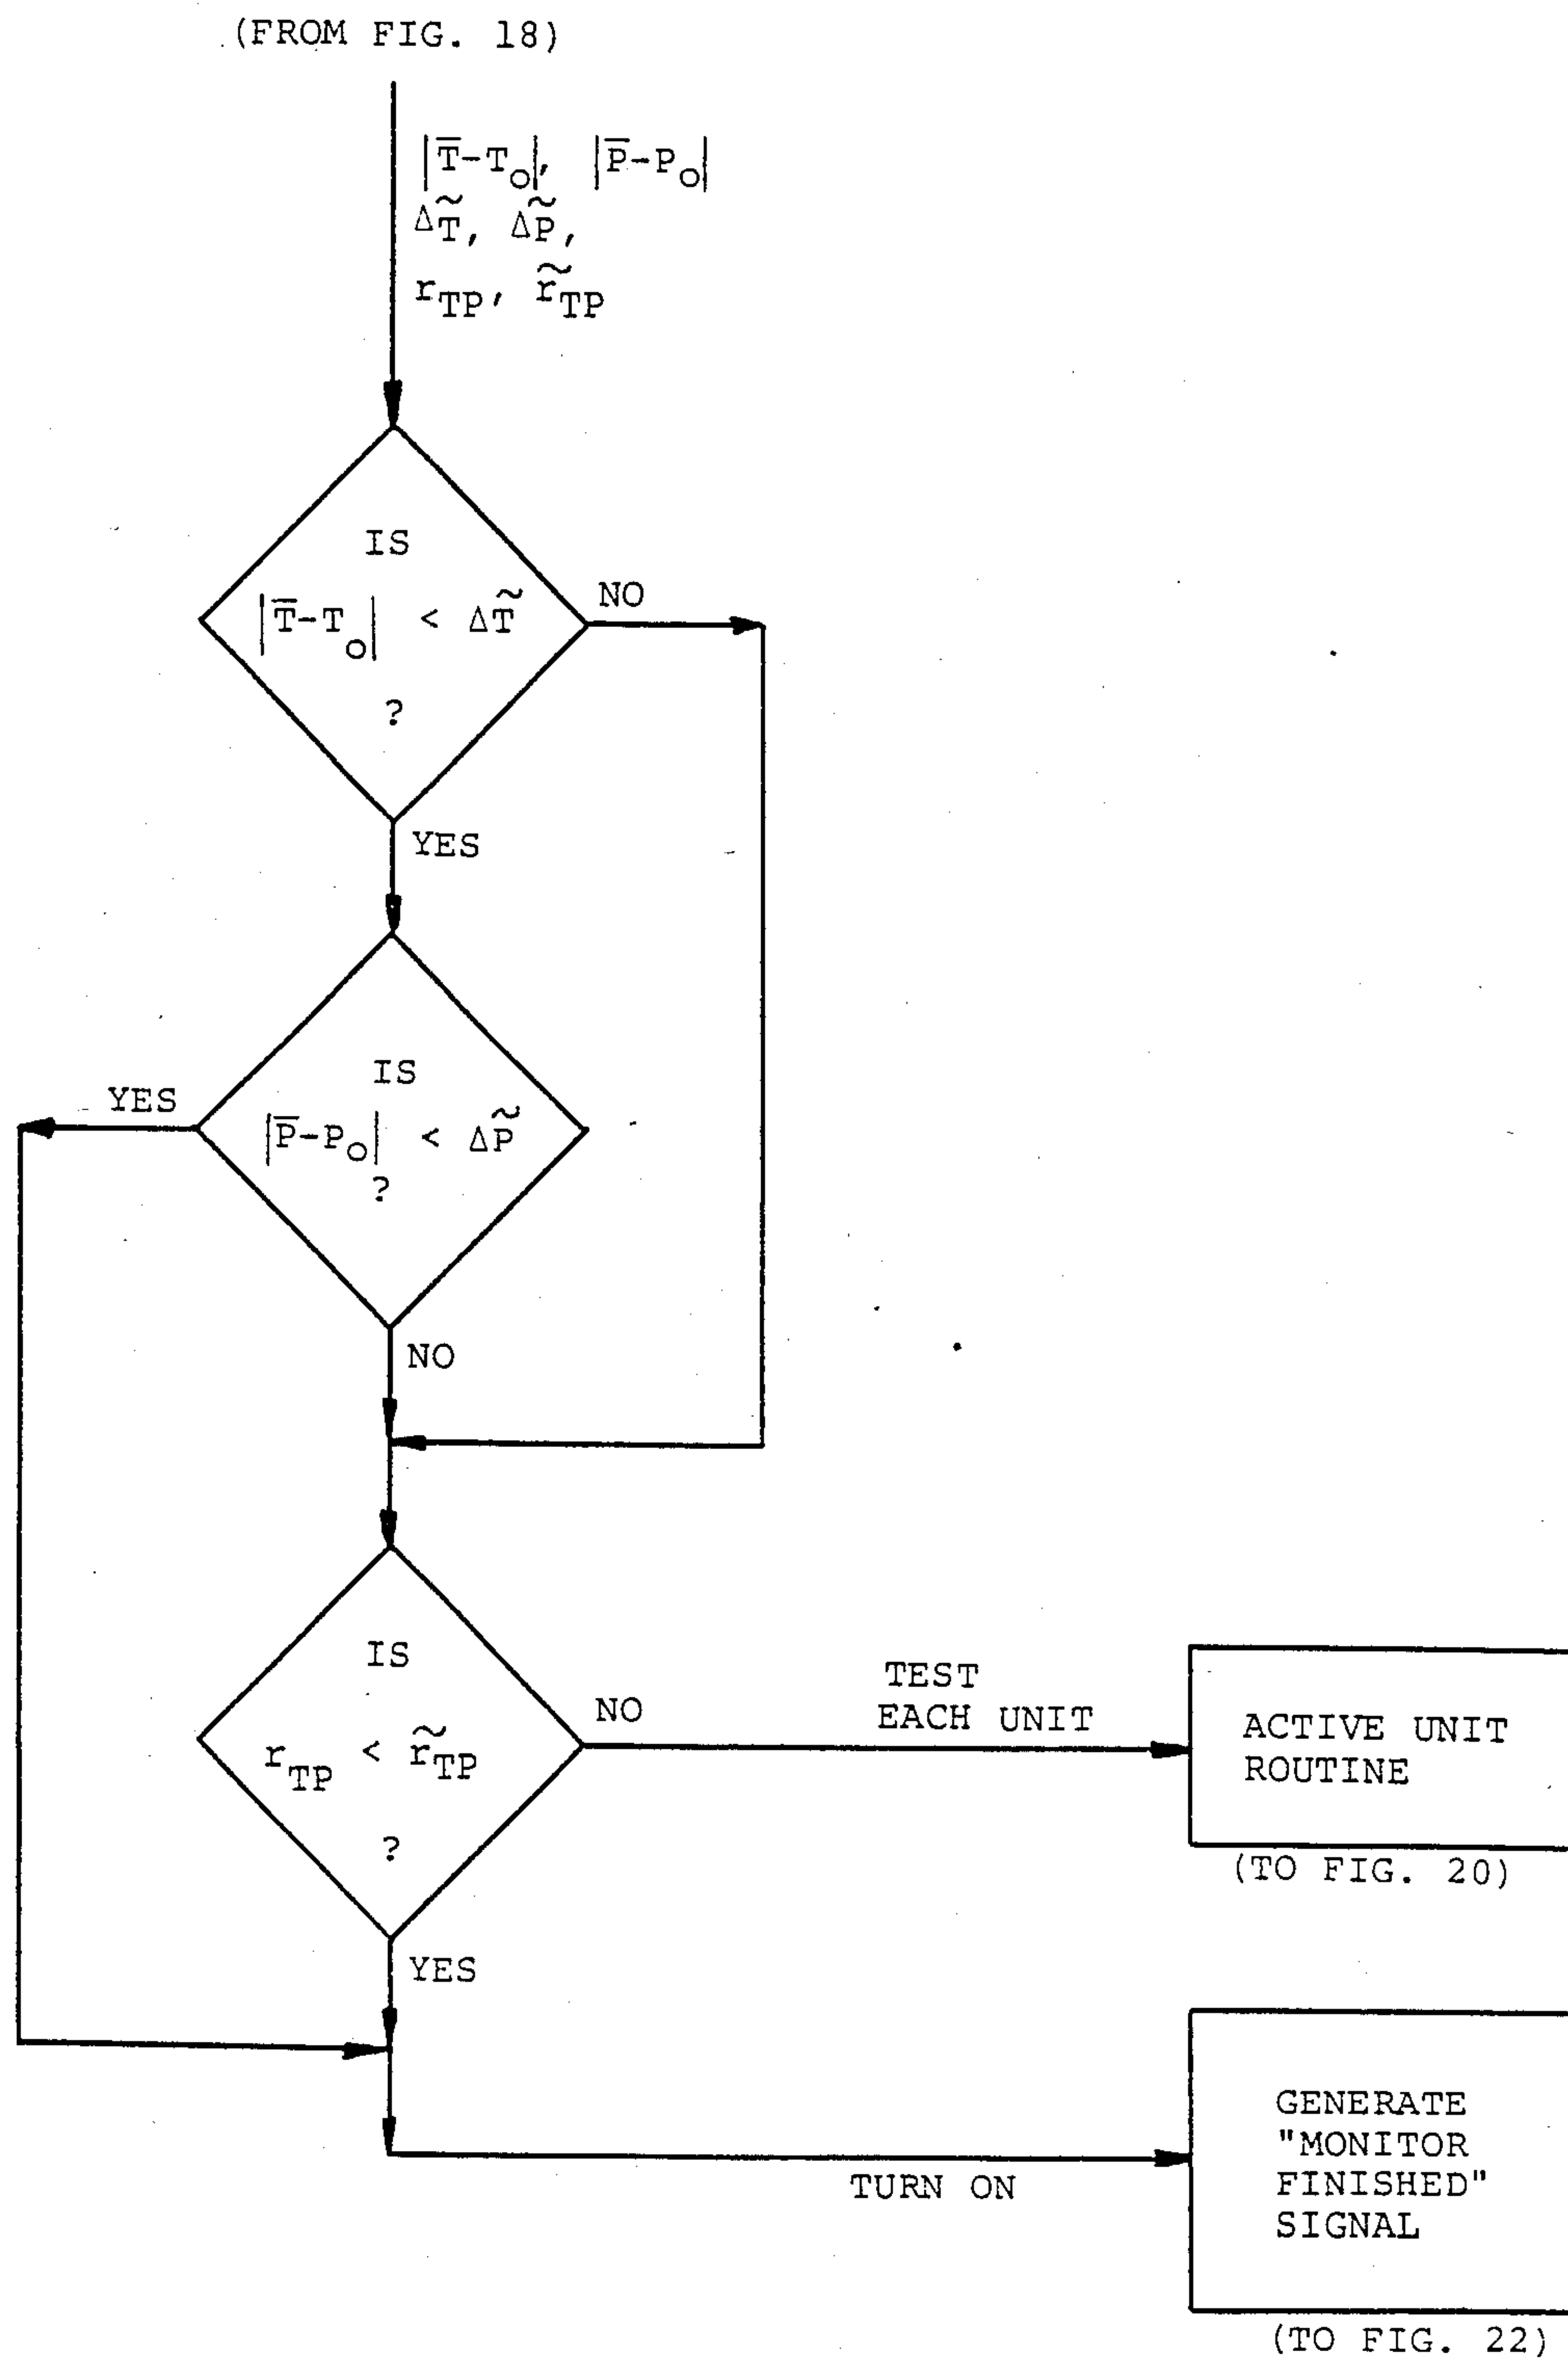 (FROM FIG. 18)
|T̅-T₀|, |P̅-P₀|
ΔT̃, ΔP̃,
r_TP, r̃_TP
IS
|T̅-T₀| < ΔT̃
?
NO
YES
IS
|P̅-P₀| < ΔP̃
?
YES
NO
IS
r_TP < r̃_TP
?
NO
TEST
EACH UNIT
ACTIVE UNIT
ROUTINE
(TO FIG. 20)
YES
TURN ON
GENERATE
"MONITOR
FINISHED"
SIGNAL
(TO FIG. 22)